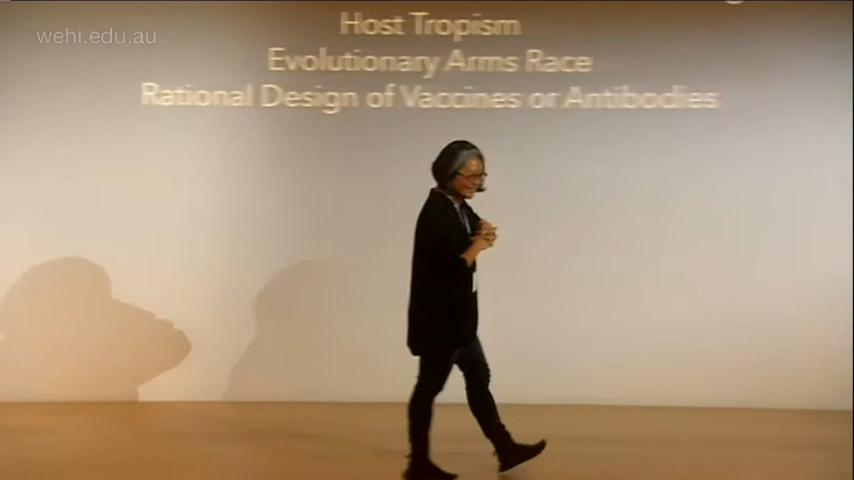 wehi.edu.au
Host Tropism
Evolutionary Arms Race
Rational Design of Vaccines or Antibodies